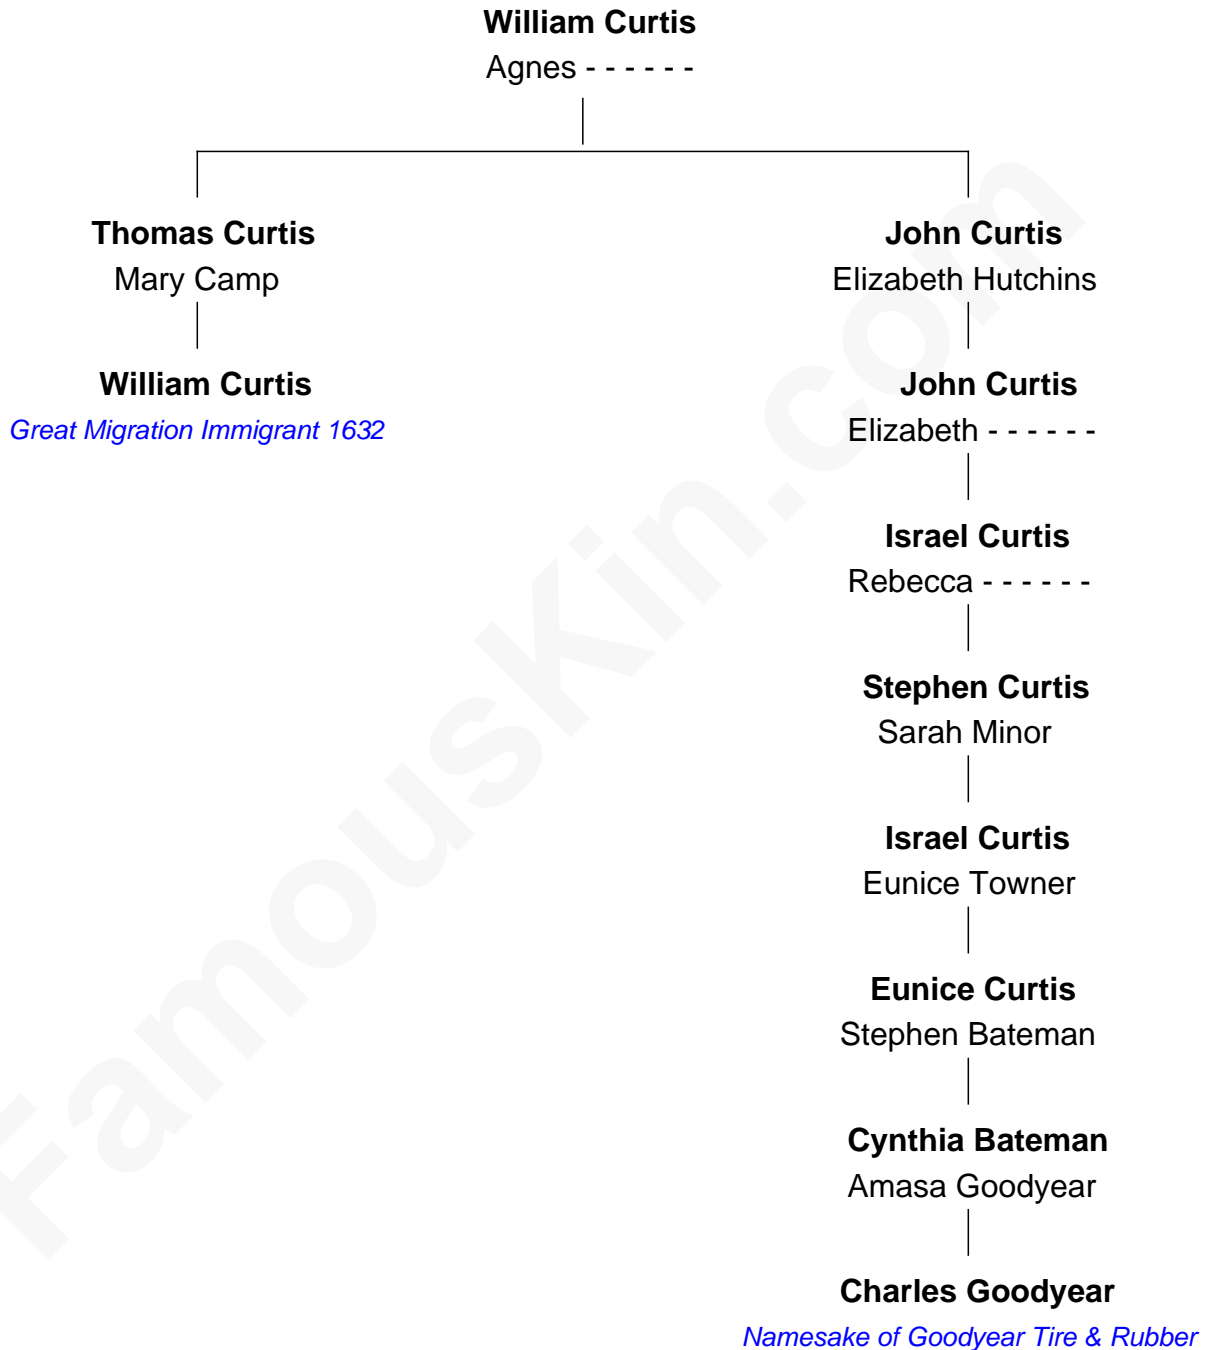 William Curtis
Agnes - - - - - -
Thomas Curtis
Mary Camp
William Curtis
Great Migration Immigrant 1632
John Curtis
Elizabeth Hutchins
John Curtis
Elizabeth - - - - - -
Israel Curtis
Rebecca - - - - - -
Stephen Curtis
Sarah Minor
Israel Curtis
Eunice Towner
Eunice Curtis
Stephen Bateman
Cynthia Bateman
Amasa Goodyear
Charles Goodyear
Namesake of Goodyear Tire & Rubber
FamousKin.com